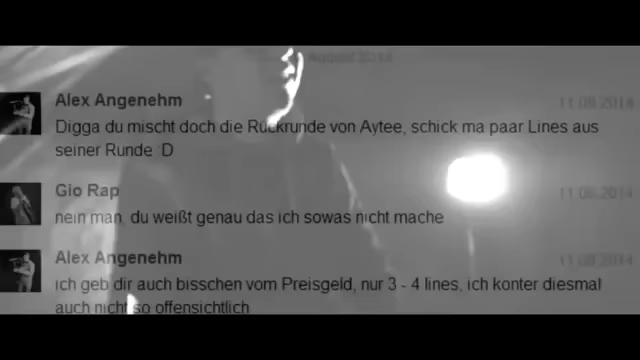 August 2014
Alex Angenehm 11.08.2014
Digga du mischt doch die Rückrunde von Aytee, schick ma paar Lines aus
seiner Runde :D
Gio Rap 11.08.2014
nein man, du weißt genau das ich sowas nicht mache
Alex Angenehm 11.08.2014
ich geb dir auch bisschen vom Preisgeld, nur 3 - 4 lines, ich konter diesmal
auch nicht so offensichtlich